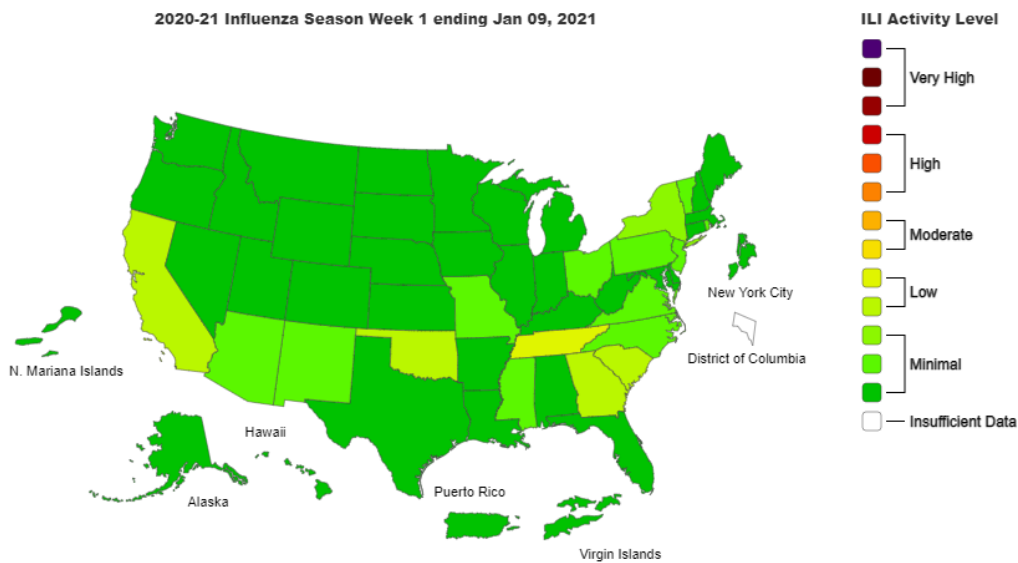 2020-21 Influenza Season Week 1 ending Jan 09, 2021
ILI Activity Level
Very High
High
Moderate
Low
Minimal
Insufficient Data
New York City
District of Columbia
N. Mariana Islands
Hawaii
Alaska
Puerto Rico
Virgin Islands